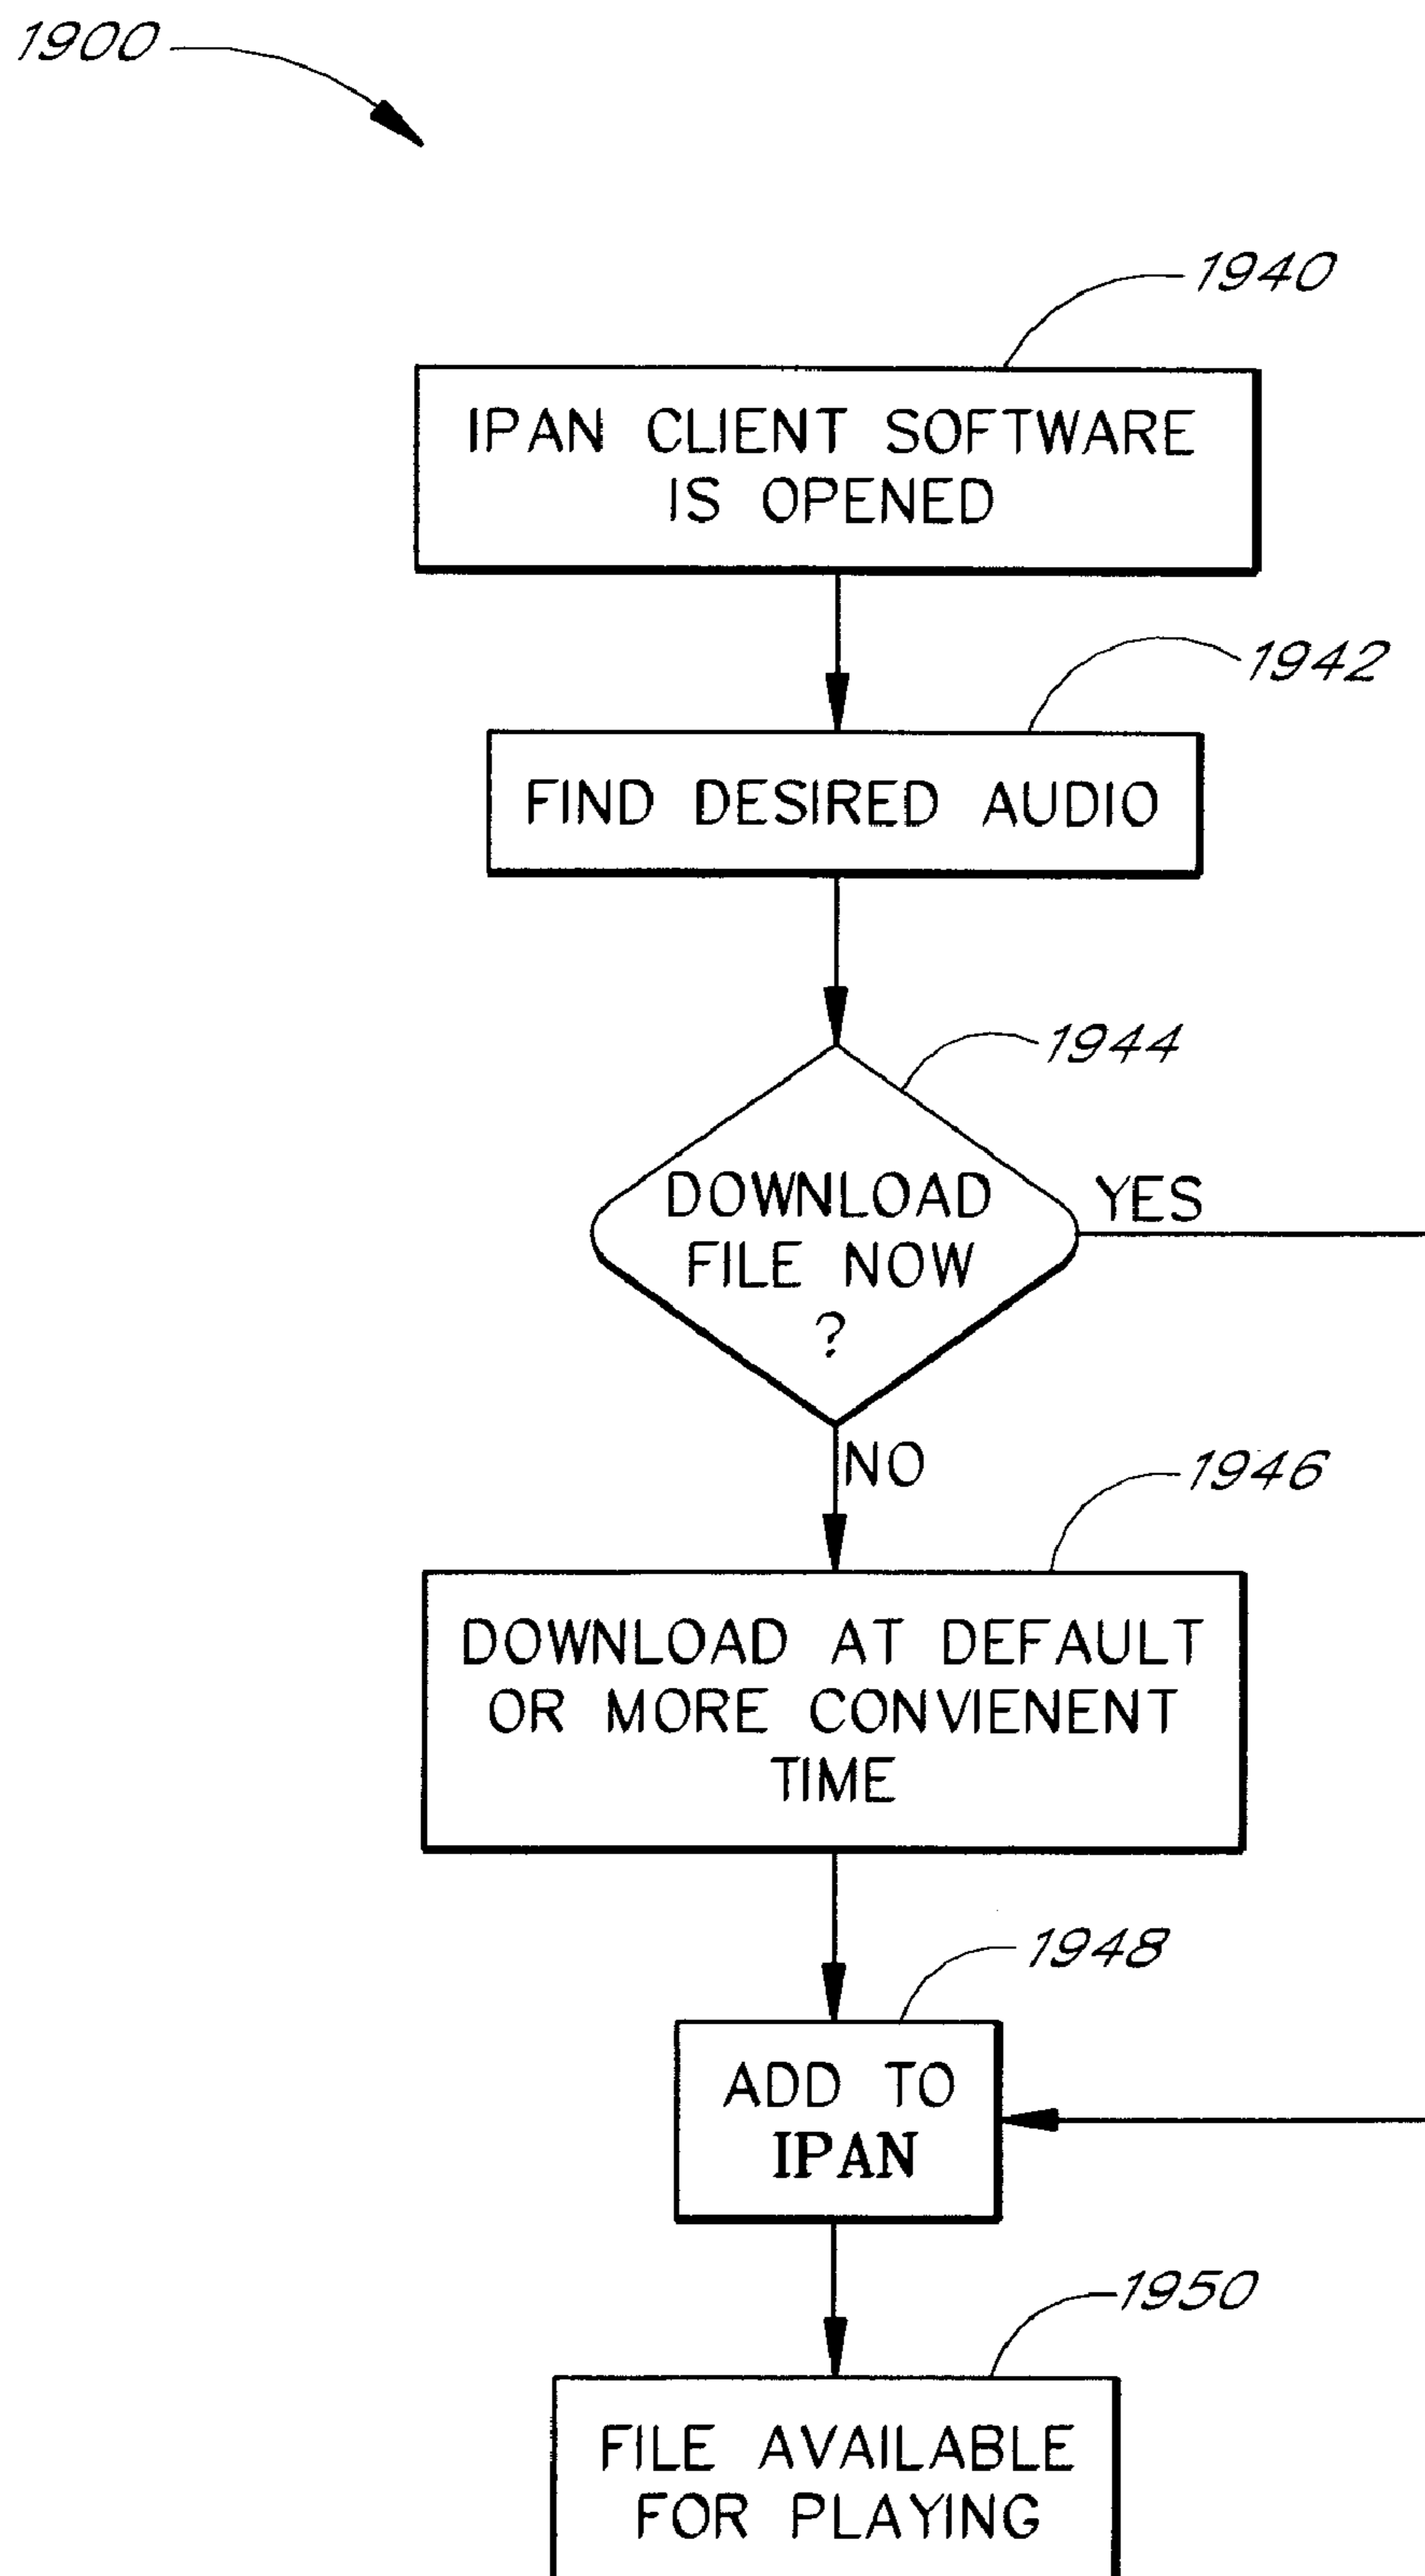 1900
1940
IPAN CLIENT SOFTWARE
IS OPENED
1942
FIND DESIRED AUDIO
1944
DOWNLOAD
FILE NOW
?
YES
NO
1946
DOWNLOAD AT DEFAULT
OR MORE CONVIENENT
TIME
1948
ADD TO
IPAN
1950
FILE AVAILABLE
FOR PLAYING